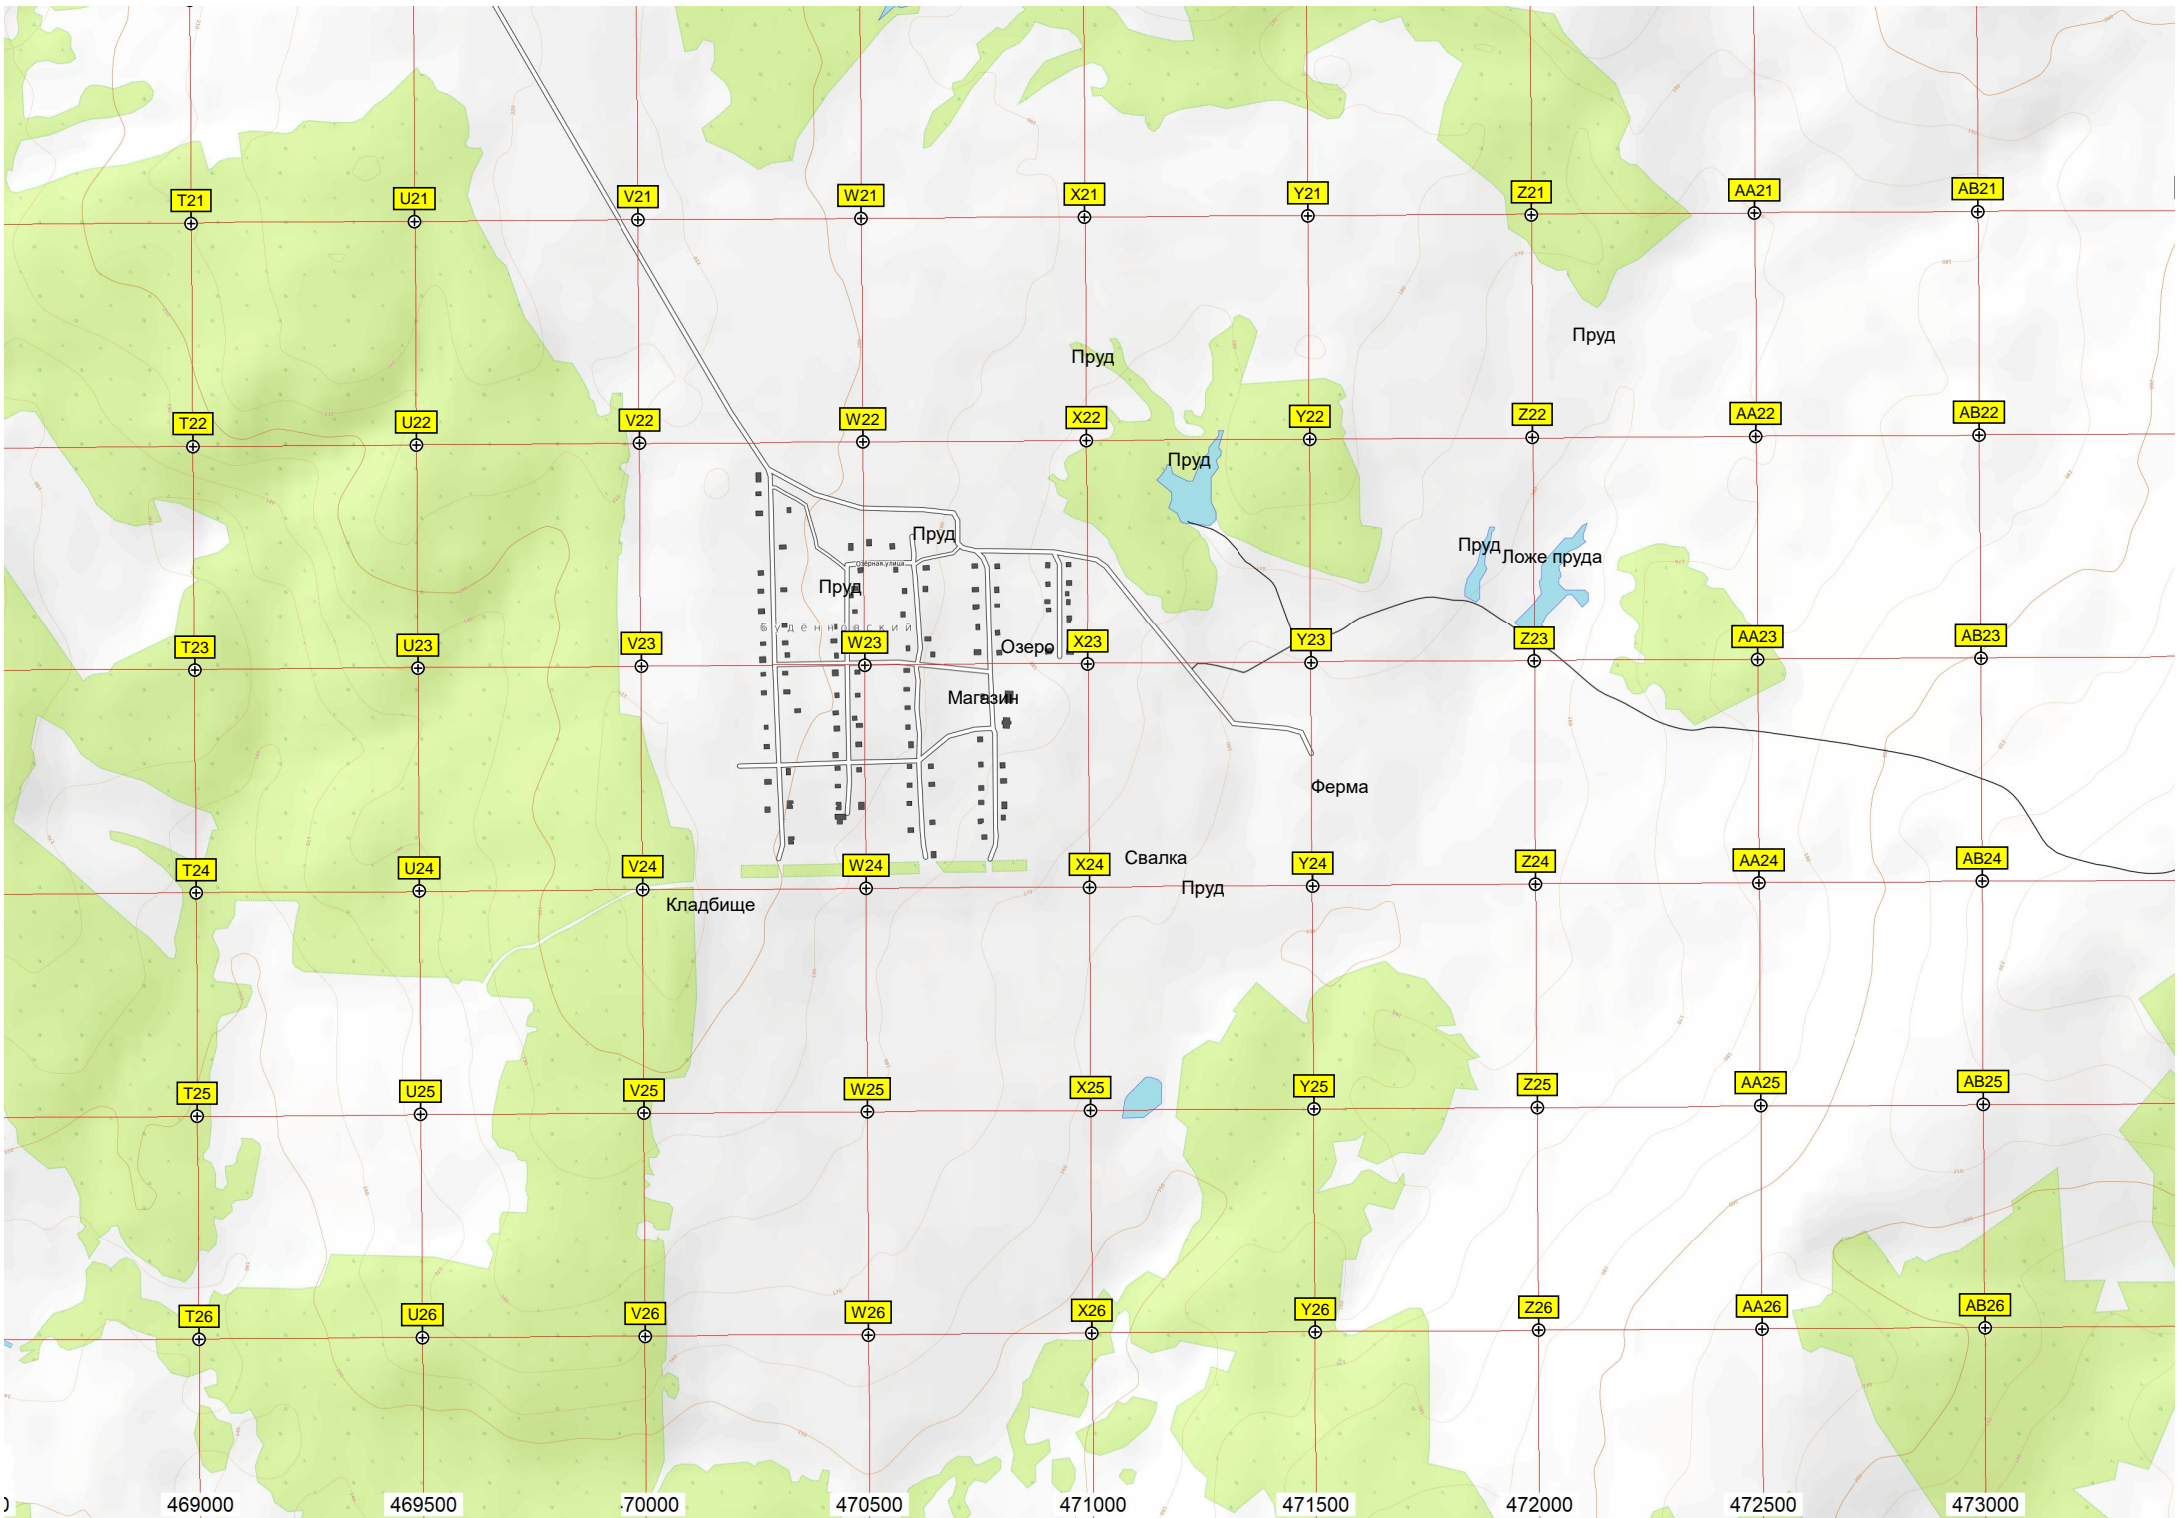 T21 U21 V21 W21 X21 Y21 Z21 AA21 AB21
Пруд
Пруд
T22 U22 V22 W22 X22 Y22 Z22 AA22 AB22
Пруд
Пруд
Пруд Ложе пруда
Озёрная улица
Пруд
Будённовский
T23 U23 V23 W23 Озеро X23 Y23 Z23 AA23 AB23
Магазин
Ферма
Свалка
T24 U24 V24 W24 X24 Y24 Z24 AA24 AB24
Пруд
Кладбище
T25 U25 V25 W25 X25 Y25 Z25 AA25 AB25
T26 U26 V26 W26 X26 Y26 Z26 AA26 AB26
469000 469500 470000 470500 471000 471500 472000 472500 473000